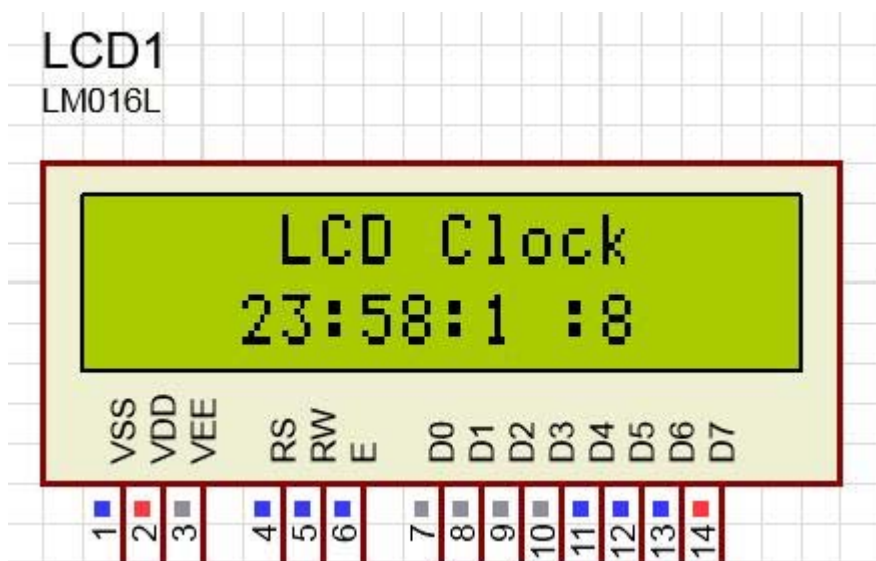 LCD1
LM016L
LCD Clock
23:58:1 :8
VSS VDD VEE RS RW E D0 D1 D2 D3 D4 D5 D6 D7
1 2 3 4 5 6 7 8 9 10 11 12 13 14